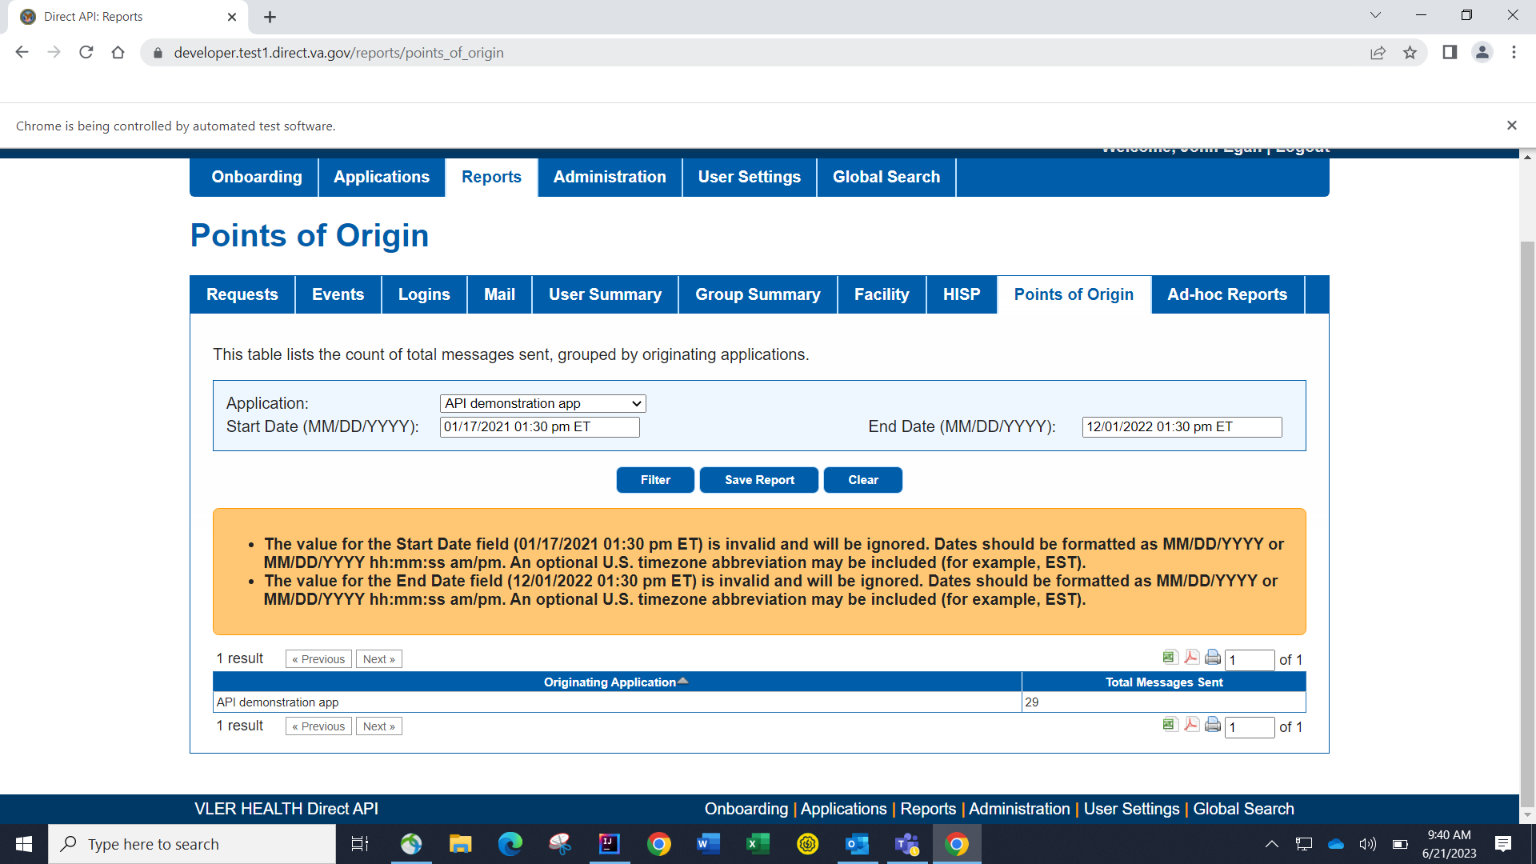 Direct API: Reports
developer.test1.direct.va.gov/reports/points_of_origin
Chrome is being controlled by automated test software.
Welcome, John Egan | Logout
Onboarding Applications Reports Administration User Settings Global Search
Points of Origin
Requests Events Logins Mail User Summary Group Summary Facility HISP Points of Origin Ad-hoc Reports
This table lists the count of total messages sent, grouped by originating applications.
Application: API demonstration app
Start Date (MM/DD/YYYY): 01/17/2021 01:30 pm ET End Date (MM/DD/YYYY): 12/01/2022 01:30 pm ET
Filter Save Report Clear
• The value for the Start Date field (01/17/2021 01:30 pm ET) is invalid and will be ignored. Dates should be formatted as MM/DD/YYYY or
MM/DD/YYYY hh:mm:ss am/pm. An optional U.S. timezone abbreviation may be included (for example, EST).
• The value for the End Date field (12/01/2022 01:30 pm ET) is invalid and will be ignored. Dates should be formatted as MM/DD/YYYY or
MM/DD/YYYY hh:mm:ss am/pm. An optional U.S. timezone abbreviation may be included (for example, EST).
1 result « Previous Next » 1 of 1
Originating Application Total Messages Sent
API demonstration app 29
1 result « Previous Next » 1 of 1
VLER HEALTH Direct API Onboarding | Applications | Reports | Administration | User Settings | Global Search
Type here to search
9:40 AM
6/21/2023